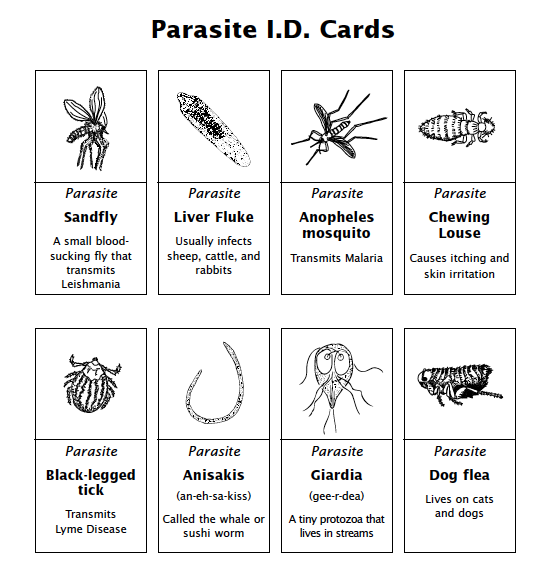 Parasite I.D. Cards
Parasite
Sandfly
A small blood-
sucking fly that
transmits
Leishmania
Parasite
Liver Fluke
Usually infects
sheep, cattle, and
rabbits
Parasite
Anopheles
mosquito
Transmits Malaria
Parasite
Chewing
Louse
Causes itching and
skin irritation
Parasite
Black-legged
tick
Transmits
Lyme Disease
Parasite
Anisakis
(an-eh-sa-kiss)
Called the whale or
sushi worm
Parasite
Giardia
(gee-r-dea)
A tiny protozoa that
lives in streams
Parasite
Dog flea
Lives on cats
and dogs